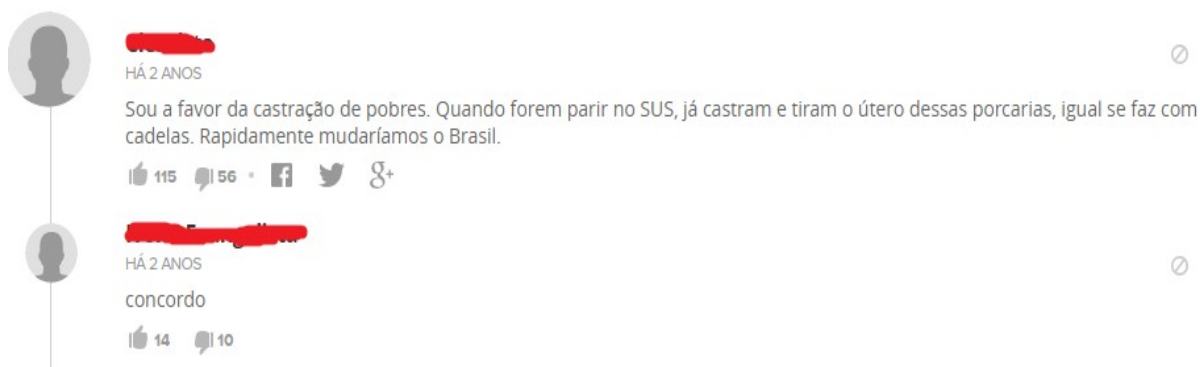 HÁ 2 ANOS
Sou a favor da castração de pobres. Quando forem parir no SUS, já castram e tiram o útero dessas porcarias, igual se faz com
cadelas. Rapidamente mudaríamos o Brasil.
115 56
HÁ 2 ANOS
concordo
14 10